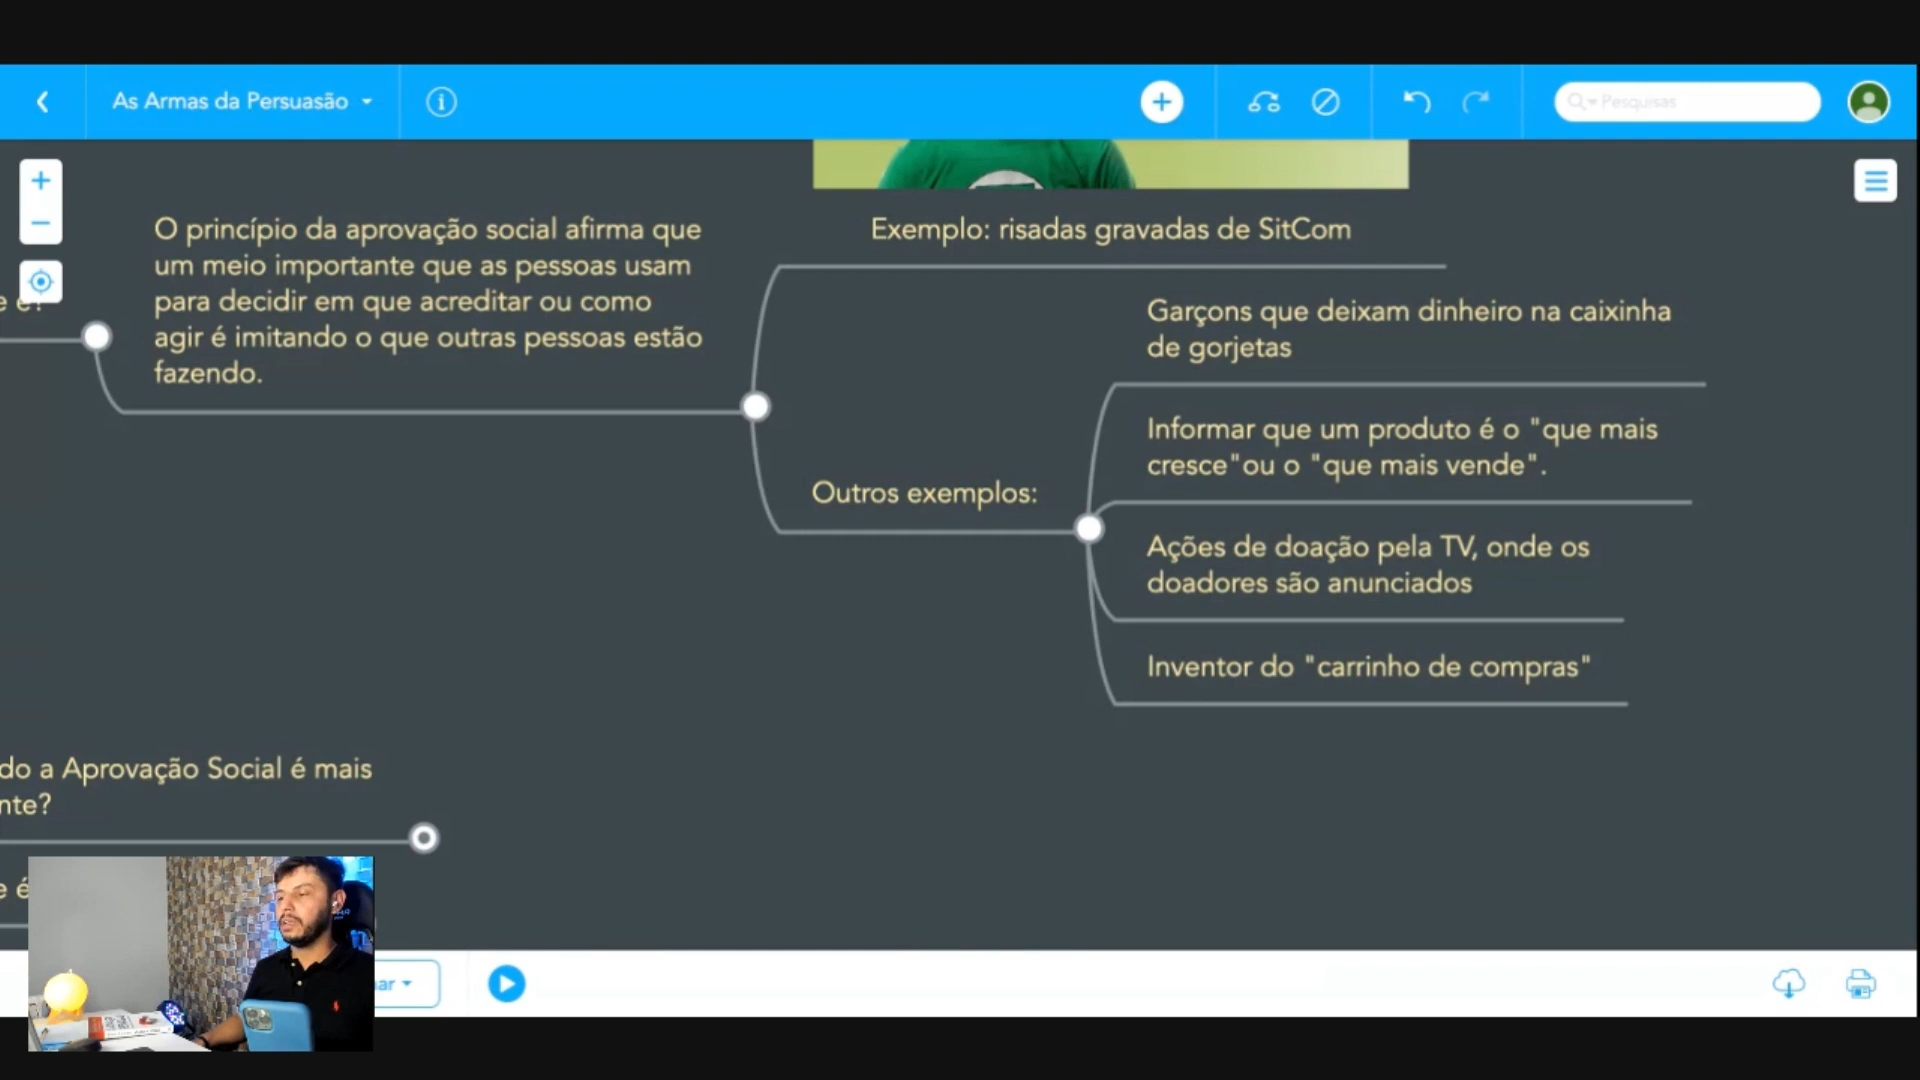 As Armas da Persuasão
Pesquisas
O princípio da aprovação social afirma que
um meio importante que as pessoas usam
para decidir em que acreditar ou como
agir é imitando o que outras pessoas estão
fazendo.
Exemplo: risadas gravadas de SitCom
Outros exemplos:
Garçons que deixam dinheiro na caixinha
de gorjetas
Informar que um produto é o "que mais
cresce"ou o "que mais vende".
Ações de doação pela TV, onde os
doadores são anunciados
Inventor do "carrinho de compras"
do a Aprovação Social é mais
nte?
e é
ar